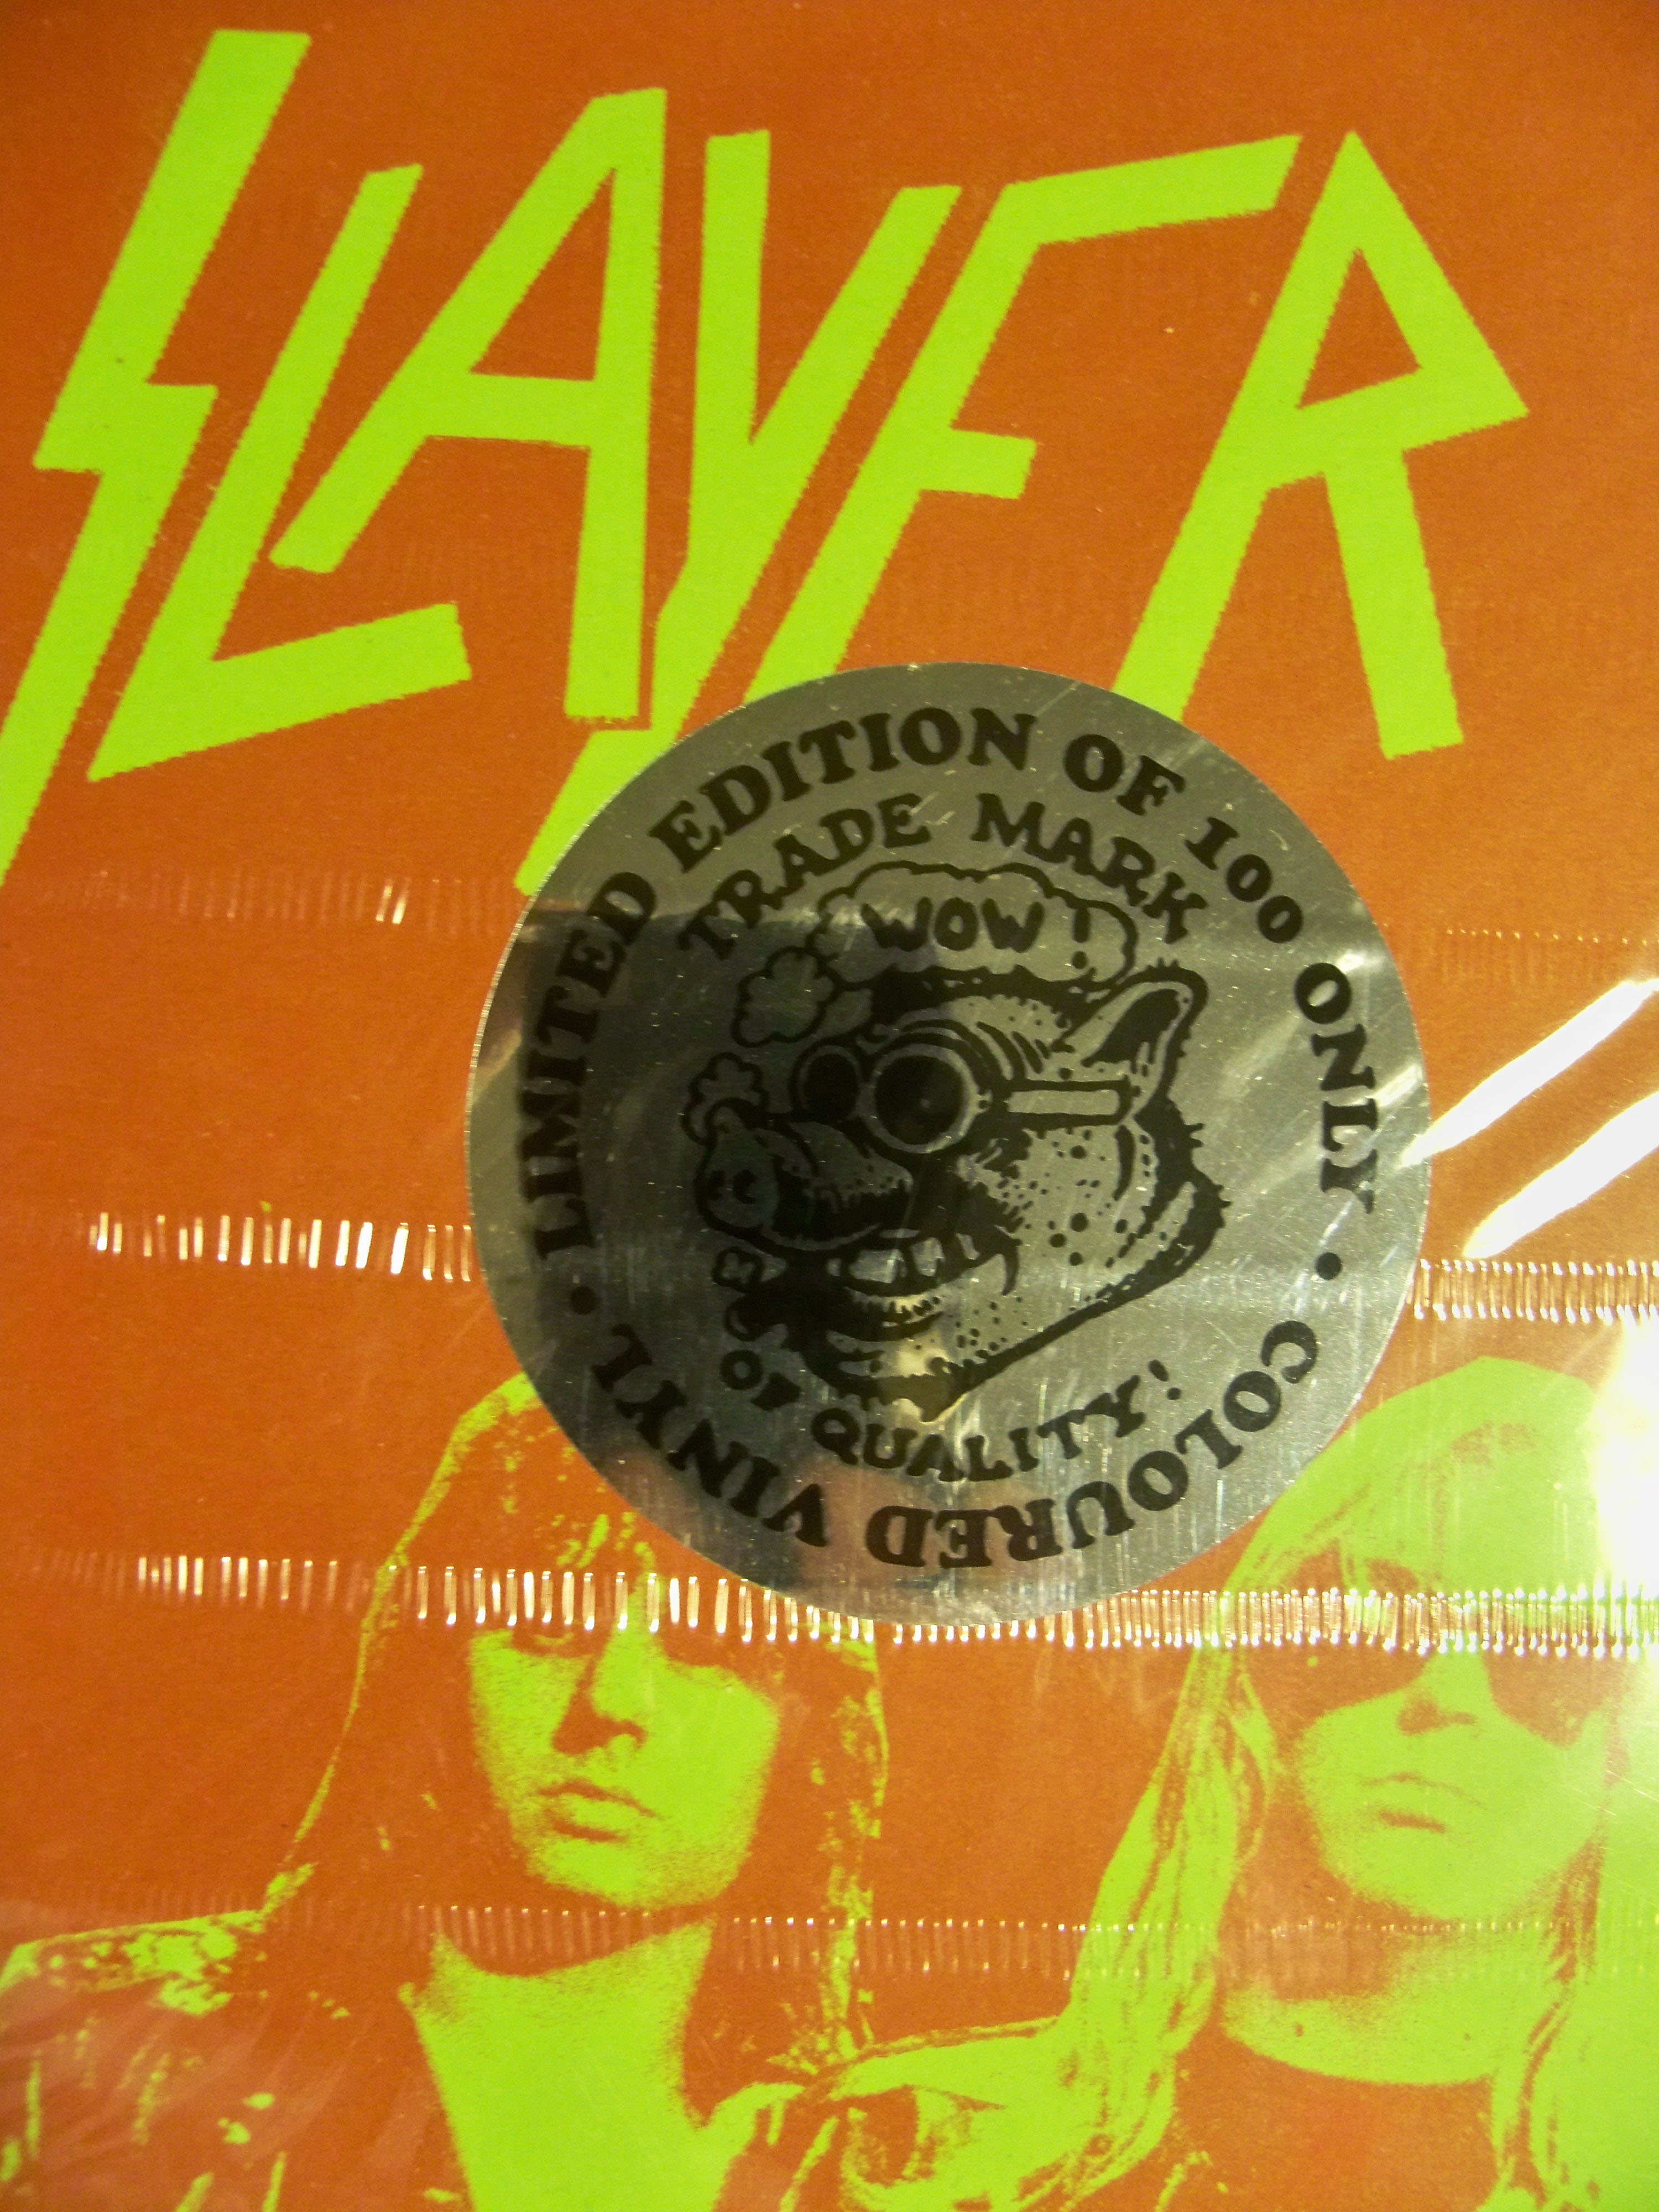 SLAYER
LIMITED EDITION OF 100 ONLY •
TRADE MARK
WOW!
OF QUALITY!
COLOURED VINYL •